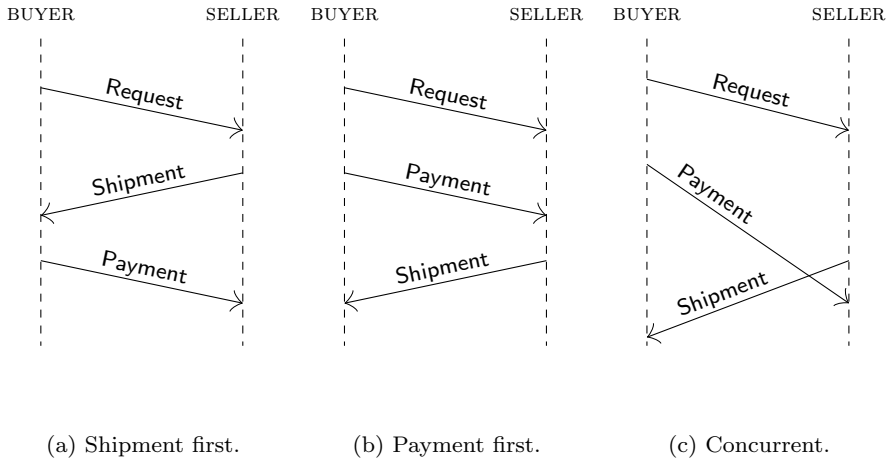 BUYER SELLER BUYER SELLER BUYER SELLER
Request Request Request
Shipment Payment Payment
Payment Shipment Shipment
(a) Shipment first. (b) Payment first. (c) Concurrent.